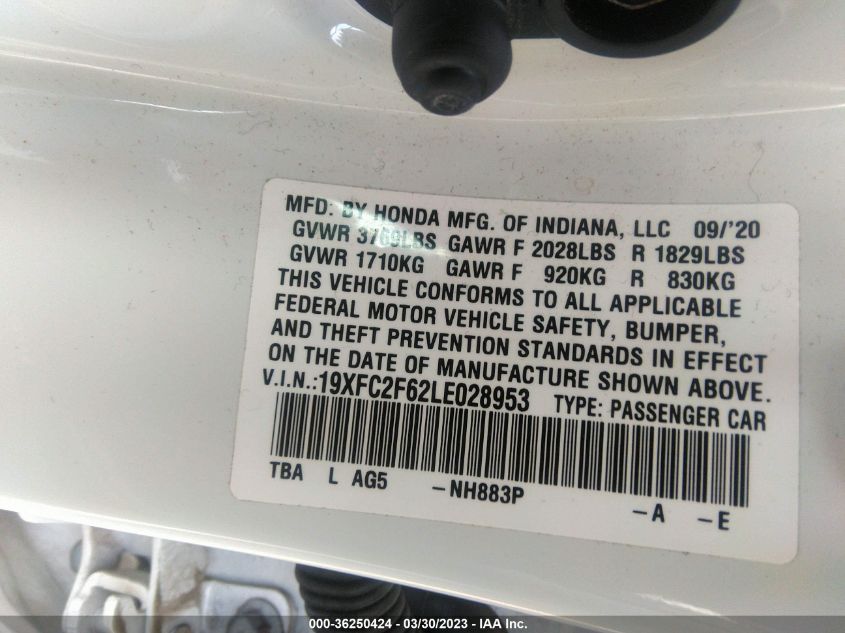 MFD: BY HONDA MFG. OF INDIANA, LLC 09/'20
GVWR 3769LBS GAWR F 2028LBS R 1829LBS
GVWR 1710KG GAWR F 920KG R 830KG
THIS VEHICLE CONFORMS TO ALL APPLICABLE
FEDERAL MOTOR VEHICLE SAFETY, BUMPER,
AND THEFT PREVENTION STANDARDS IN EFFECT
ON THE DATE OF MANUFACTURE SHOWN ABOVE.
V.I.N.:19XFC2F62LE028953 TYPE: PASSENGER CAR
TBA L AG5 -NH883P -A -E
000-36250424 - 03/30/2023 - IAA Inc.